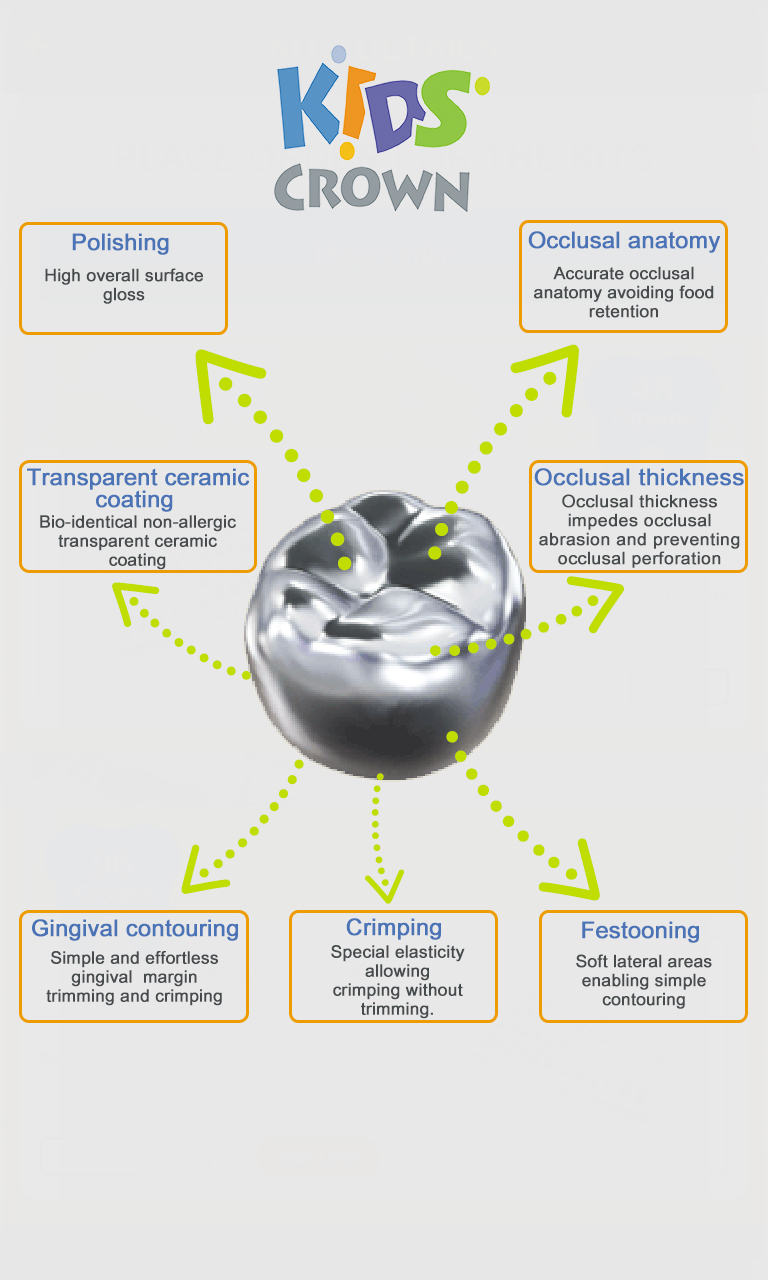 KIDS
CROWN
Polishing
High overall surface
gloss
Occlusal anatomy
Accurate occlusal
anatomy avoiding food
retention
Transparent ceramic
coating
Bio-identical non-allergic
transparent ceramic
coating
Occlusal thickness
Occlusal thickness
impedes occlusal
abrasion and preventing
occlusal perforation
Gingival contouring
Simple and effortless
gingival  margin
trimming and crimping
Crimping
Special elasticity
allowing
crimping without
trimming.
Festooning
Soft lateral areas
enabling simple
contouring